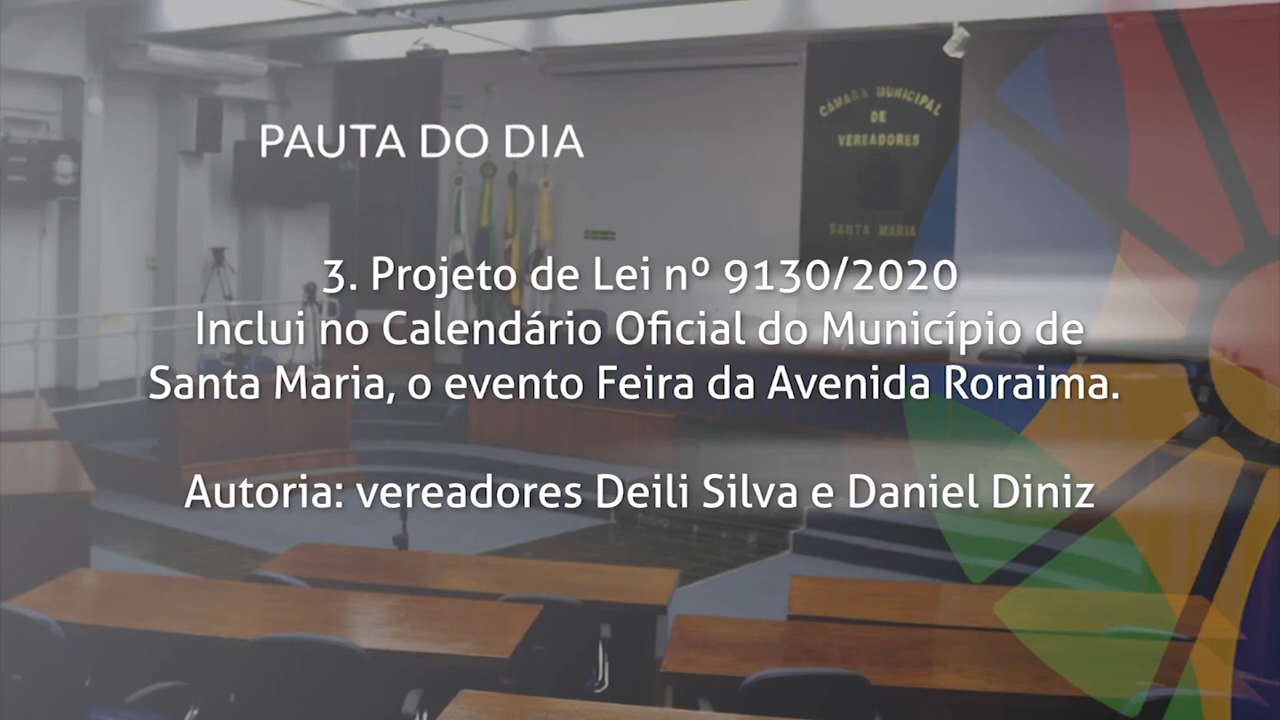 CÂMARA MUNICIPAL
DE
VEREADORES
SANTA MARIA
PAUTA DO DIA
3. Projeto de Lei nº 9130/2020
Inclui no Calendário Oficial do Município de
Santa Maria, o evento Feira da Avenida Roraima.
Autoria: vereadores Deili Silva e Daniel Diniz